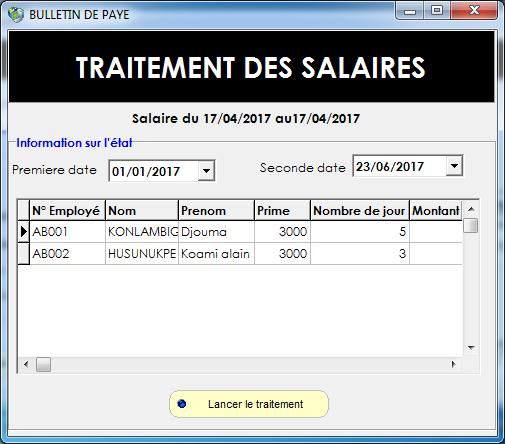 BULLETIN DE PAYE
TRAITEMENT DES SALAIRES
Salaire du 17/04/2017 au17/04/2017
Information sur l'état
Premiere date 01/01/2017 Seconde date 23/06/2017
N° Employé Nom Prenom Prime Nombre de jour Montant
AB001 KONLAMBIG Djouma 3000 5
AB002 HUSUNUKPE Koami alain 3000 3
Lancer le traitement